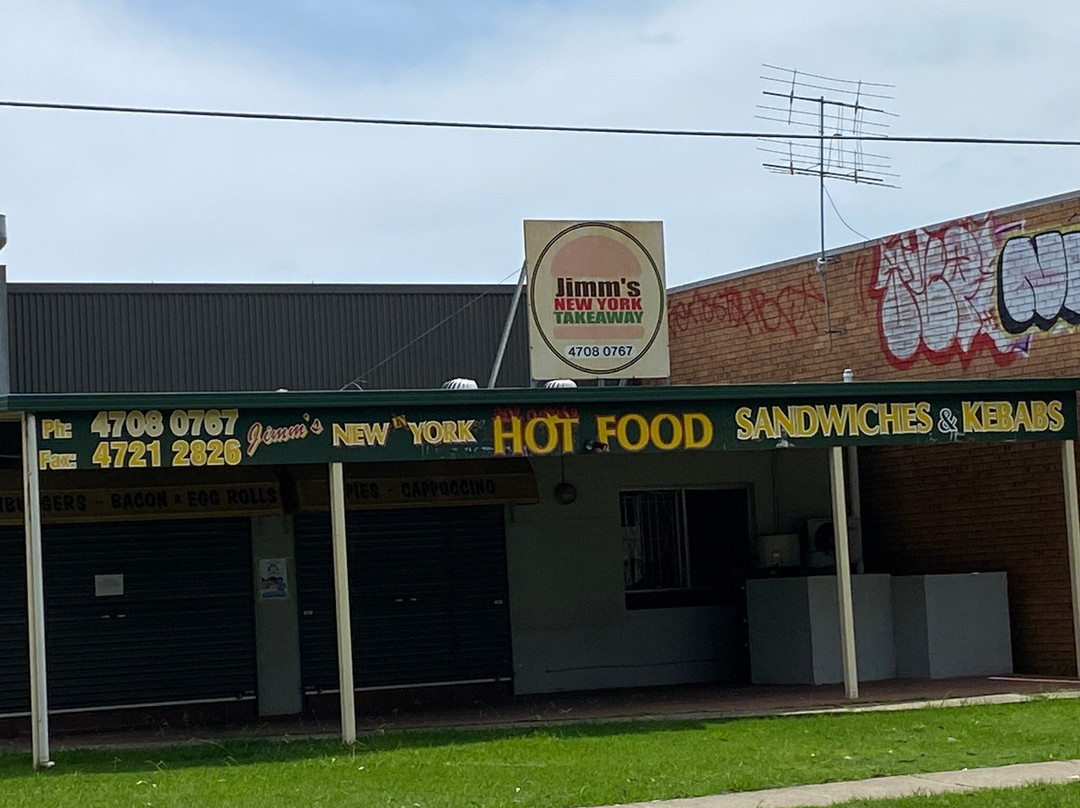 Jimm's
NEW YORK
TAKEAWAY
4708 0767
Ph: 4708 0767
Fax: 4721 2826
Jimm's NEW YORK HOT FOOD SANDWICHES & KEBABS
BACON & EGG ROLLS
PIES - CAPPUCCINO